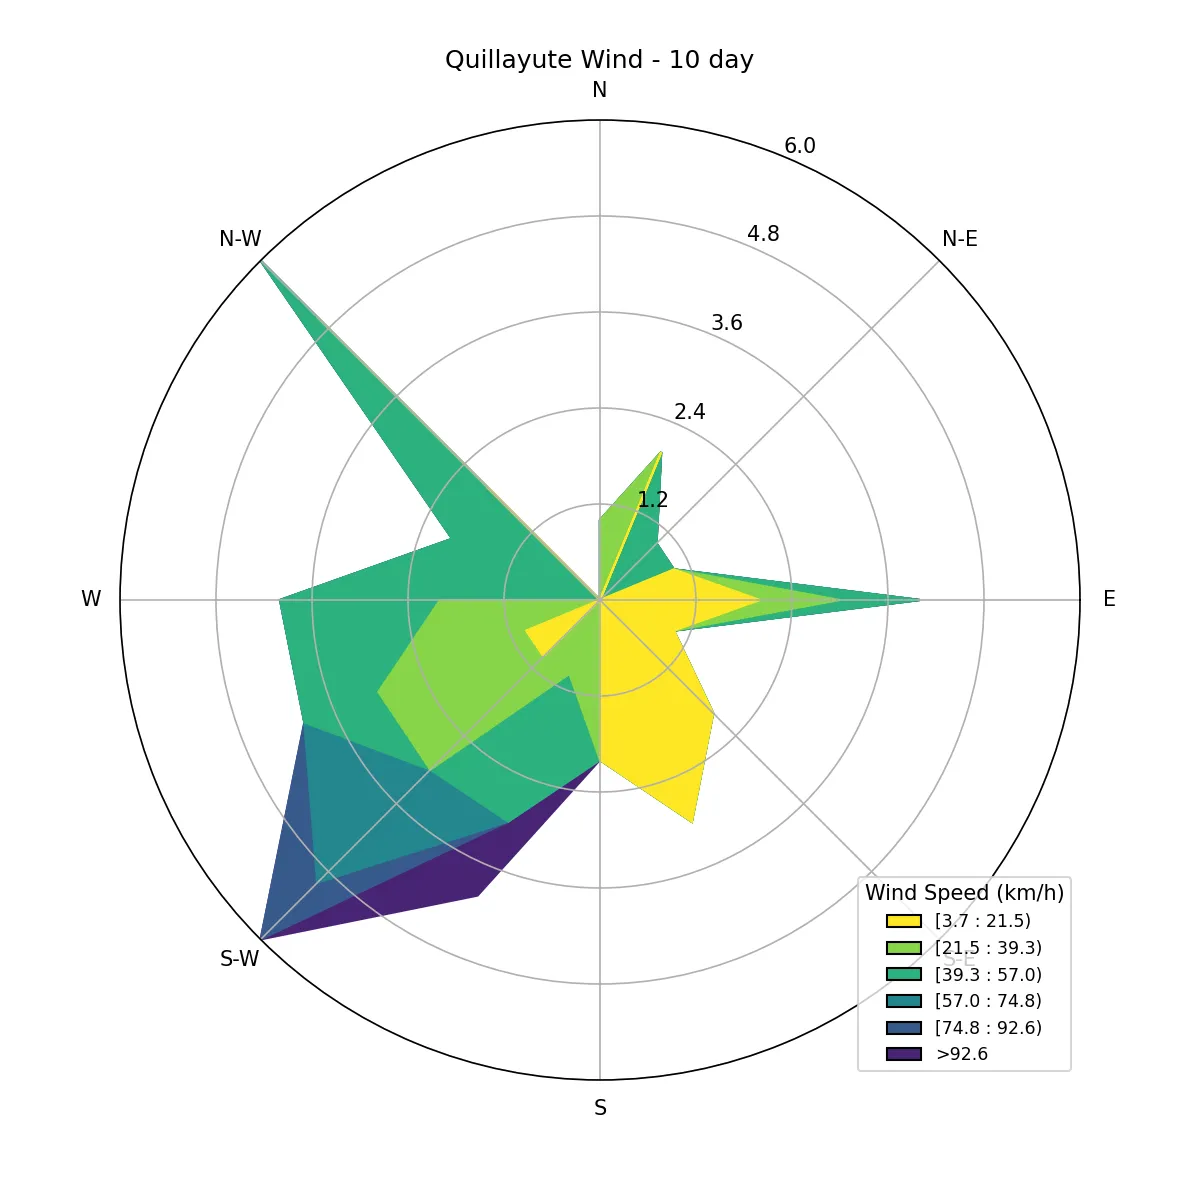 Quillayute Wind - 10 day
N
6.0
N-W
4.8
N-E
3.6
2.4
1.2
W
E
Wind Speed (km/h)
[3.7 : 21.5)
[21.5 : 39.3)
S-W
S-E
[39.3 : 57.0)
[57.0 : 74.8)
[74.8 : 92.6)
>92.6
S